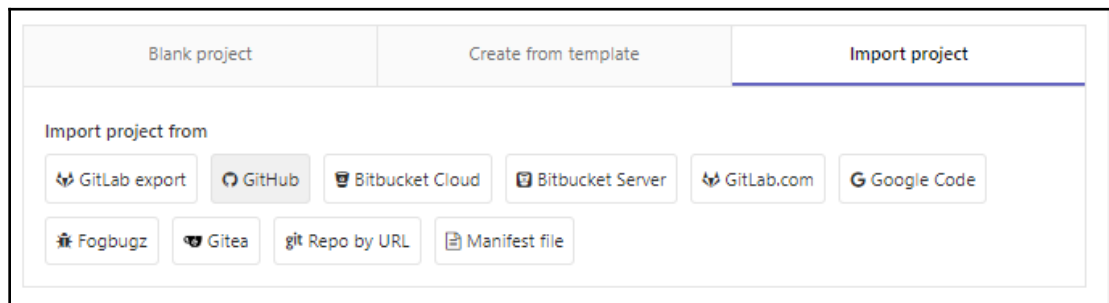 Blank project Create from template Import project
Import project from
GitLab export GitHub Bitbucket Cloud Bitbucket Server GitLab.com G Google Code
Fogbugz Gitea git Repo by URL Manifest file